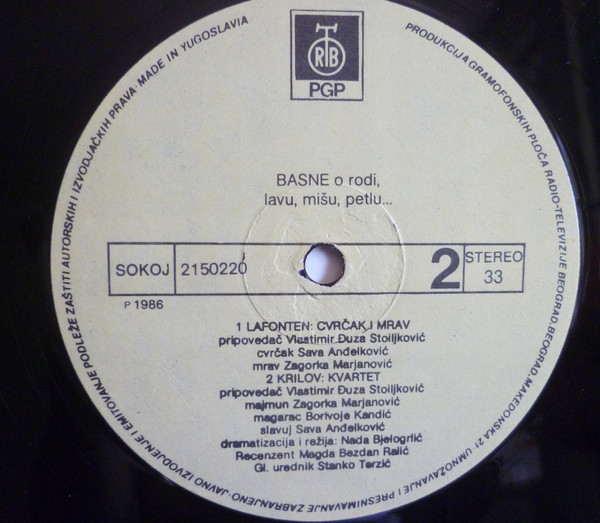 PRODUKCIJA GRAMOFONSKIH PLOČA RADIO-TELEVIZIJE BEOGRAD, BEOGRAD, MAKEDONSKA 21 UMNOŽAVANJE I PRESNIMAVANJE ZABRANJENO-JAVNO IZVODJENJE I EMITOVANJE PODLEŽE ZAŠTITI AUTORSKIH I IZVODJAČKIH PRAVA·MADE IN YUGOSLAVIA
RTB
PGP
BASNE o rodi,
lavu, mišu, petlu...
SOKOJ 2150220 2 STEREO
33
P 1986
1 LAFONTEN: CVRČAK I MRAV
pripovedač Vlastimir Đuza Stoiljković
cvrčak Sava Anđelković
mrav Zagorka Marjanović
2 KRILOV: KVARTET
pripovedač Vlastimir Đuza Stoiljković
majmun Zagorka Marjanović
magarac Borivoje Kandić
slavuj Sava Anđelković
dramatizacija i režija: Nada Bjelogrlić
Recenzent Magda Bezdan Ralić
Gl. urednik Stanko Terzić